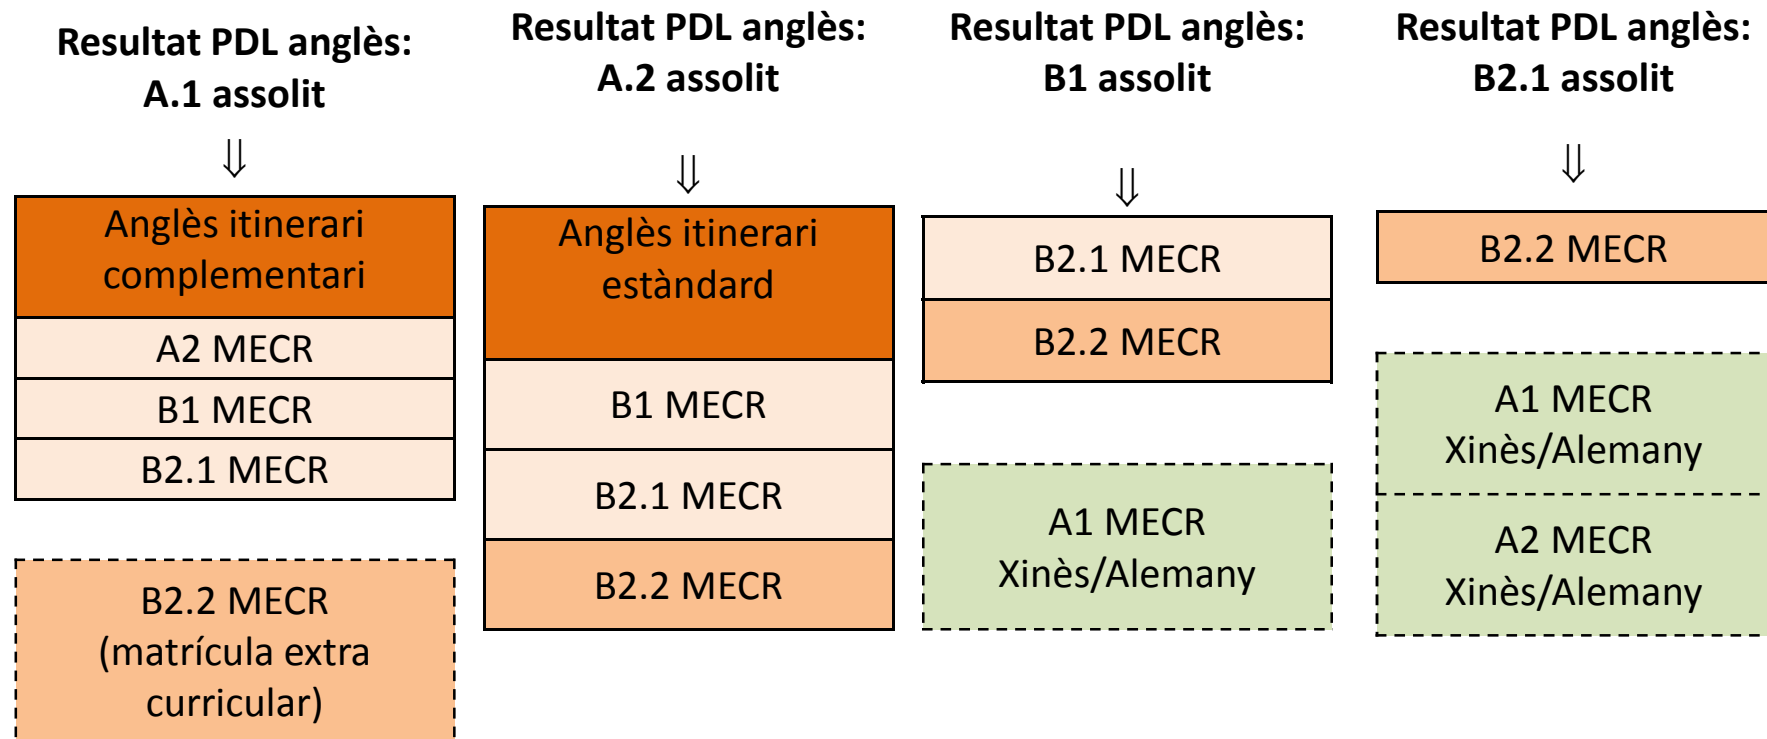 Resultat PDL anglès:
A.1 assolit
⇓
Anglès itinerari
complementari
A2 MECR
B1 MECR
B2.1 MECR
B2.2 MECR
(matrícula extra
curricular)
Resultat PDL anglès:
A.2 assolit
⇓
Anglès itinerari
estàndard
B1 MECR
B2.1 MECR
B2.2 MECR
Resultat PDL anglès:
B1 assolit
⇓
B2.1 MECR
B2.2 MECR
A1 MECR
Xinès/Alemany
Resultat PDL anglès:
B2.1 assolit
⇓
B2.2 MECR
A1 MECR
Xinès/Alemany
A2 MECR
Xinès/Alemany